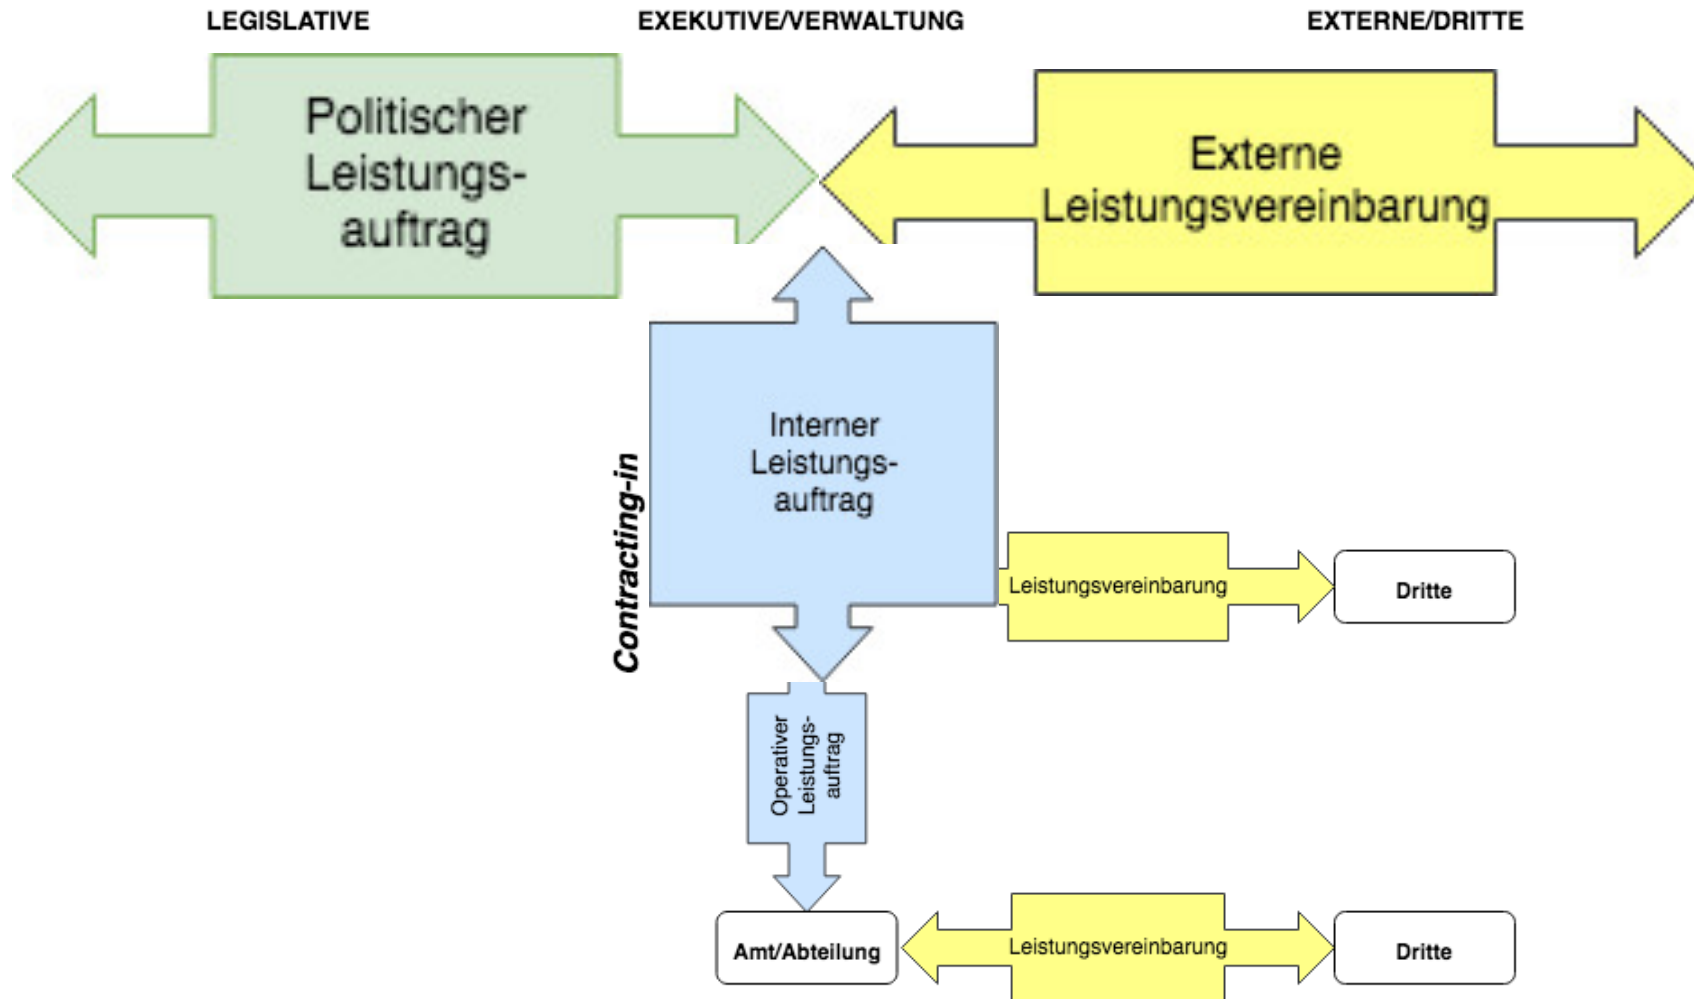 LEGISLATIVE
EXEKUTIVE/VERWALTUNG
EXTERNE/DRITTE
Politischer
Leistungs-
auftrag
Externe
Leistungsvereinbarung
Interner
Leistungs-
auftrag
Contracting-in
Leistungsvereinbarung
Dritte
Operativer
Leistungs-
auftrag
Amt/Abteilung
Leistungsvereinbarung
Dritte